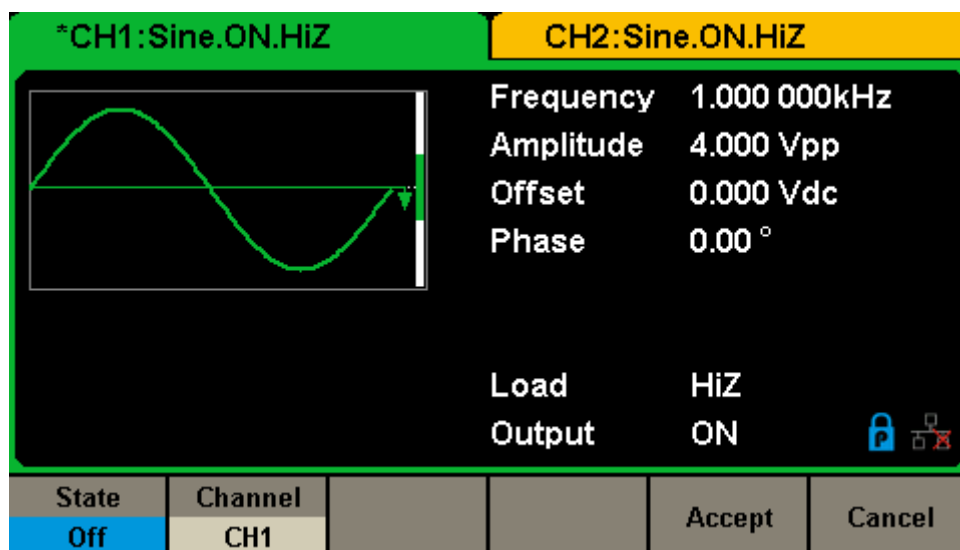 *CH1:Sine.ON.HiZ
CH2:Sine.ON.HiZ
Frequency 1.000 000kHz
Amplitude 4.000 Vpp
Offset 0.000 Vdc
Phase 0.00 °
Load HiZ
Output ON
P
State Channel Accept Cancel
Off CH1